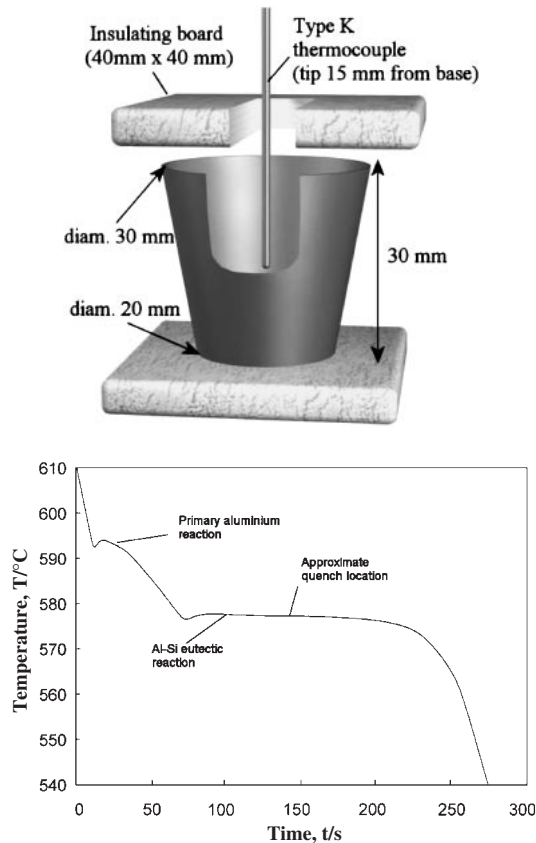 Insulating board
(40mm x 40 mm)
Type K
thermocouple
(tip 15 mm from base)
diam. 30 mm
30 mm
diam. 20 mm
610
600
590
580
570
560
550
540
Temperature, T/°C
Primary aluminium
reaction
Approximate
quench location
Al-Si eutectic
reaction
0
50
100
150
200
250
300
Time, t/s